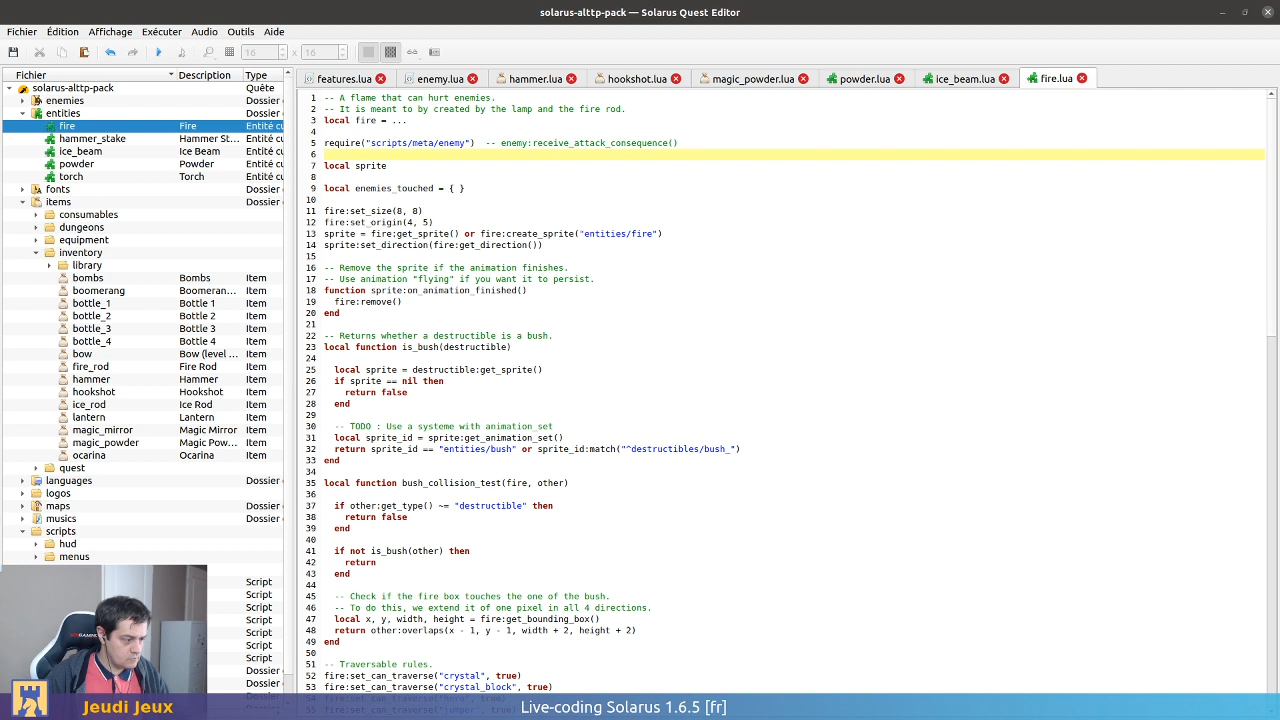 solarus-alttp-pack — Solarus Quest Editor
Fichier Édition Affichage Exécuter Audio Outils Aide
16 x 16
Fichier Description Type
features.lua enemy.lua hammer.lua hookshot.lua magic_powder.lua powder.lua ice_beam.lua fire.lua
solarus-alttp-pack Quête
enemies Dossier
entities Dossier
fire Fire Entité cu
hammer_stake Hammer St... Entité cu
ice_beam Ice Beam Entité cu
powder Powder Entité cu
torch Torch Entité cu
fonts Dossier
items Dossier
consumables Dossier
dungeons Dossier
equipment Dossier
inventory Dossier
library Dossier
bombs Bombs Item
boomerang Boomeran... Item
bottle_1 Bottle 1 Item
bottle_2 Bottle 2 Item
bottle_3 Bottle 3 Item
bottle_4 Bottle 4 Item
bow Bow (level ... Item
fire_rod Fire Rod Item
hammer Hammer Item
hookshot Hookshot Item
ice_rod Ice Rod Item
lantern Lantern Item
magic_mirror Magic Mirror Item
magic_powder Magic Pow... Item
ocarina Ocarina Item
quest Dossier
languages Dossier
logos Dossier
maps Dossier
musics Dossier
scripts Dossier
hud Dossier
menus Dossier
Script
Script
Script
Script
Script
Script
Script
Dossier
Dossier
1 -- A flame that can hurt enemies.
2 -- It is meant to by created by the lamp and the fire rod.
3 local fire = ...
4
5 require("scripts/meta/enemy") -- enemy:receive_attack_consequence()
6
7 local sprite
8
9 local enemies_touched = { }
10
11 fire:set_size(8, 8)
12 fire:set_origin(4, 5)
13 sprite = fire:get_sprite() or fire:create_sprite("entities/fire")
14 sprite:set_direction(fire:get_direction())
15
16 -- Remove the sprite if the animation finishes.
17 -- Use animation "flying" if you want it to persist.
18 function sprite:on_animation_finished()
19 fire:remove()
20 end
21
22 -- Returns whether a destructible is a bush.
23 local function is_bush(destructible)
24
25 local sprite = destructible:get_sprite()
26 if sprite == nil then
27 return false
28 end
29
30 -- TODO : Use a systeme with animation_set
31 local sprite_id = sprite:get_animation_set()
32 return sprite_id == "entities/bush" or sprite_id:match("^destructibles/bush_")
33 end
34
35 local function bush_collision_test(fire, other)
36
37 if other:get_type() ~= "destructible" then
38 return false
39 end
40
41 if not is_bush(other) then
42 return
43 end
44
45 -- Check if the fire box touches the one of the bush.
46 -- To do this, we extend it of one pixel in all 4 directions.
47 local x, y, width, height = fire:get_bounding_box()
48 return other:overlaps(x - 1, y - 1, width + 2, height + 2)
49 end
50
51 -- Traversable rules.
52 fire:set_can_traverse("crystal", true)
53 fire:set_can_traverse("crystal_block", true)
Jeudi Jeux
Live-coding Solarus 1.6.5 [fr]